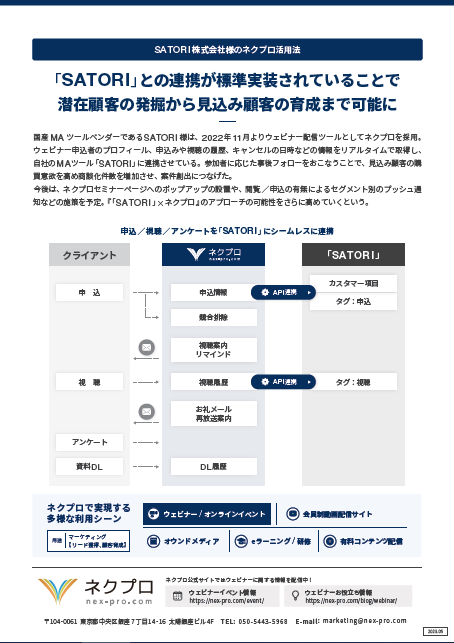 SATORI株式会社様のネクプロ活用法
「SATORI」との連携が標準実装されていることで
潜在顧客の発掘から見込み顧客の育成まで可能に
国産 MA ツールベンダーであるSATORI 様は、2022年11月よりウェビナー配信ツールとしてネクプロを採用。
ウェビナー申込者のプロフィール、申込みや視聴の履歴、キャンセルの日時などの情報をリアルタイムで取得し、
自社のMAツール「SATORI」に連携させている。参加者に応じた事後フォローをおこなうことで、見込み顧客の購
買意欲を高め商談化件数を増加させ、案件創出につなげた。
今後は、ネクプロセミナーページへのポップアップの設置や、閲覧／申込の有無によるセグメント別のプッシュ通
知などの施策を予定。『「SATORI」×ネクプロ』のアプローチの可能性をさらに高めていくという。
申込／視聴／アンケートを「SATORI」にシームレスに連携
クライアント
ネクプロ
nex-pro.com
「SATORI」
申 込
申込情報
API連携
カスタマー項目
タグ：申込
競合排除
視聴案内
リマインド
視 聴
視聴履歴
API連携
タグ：視聴
お礼メール
再放送案内
アンケート
資料DL
DL履歴
ネクプロで実現する
多様な利用シーン
用途
マーケティング
【リード獲得、顧客育成】
ウェビナー / オンラインイベント
会員制動画配信サイト
オウンドメディア
eラーニング / 研修
有料コンテンツ配信
ネクプロ
nex-pro.com
ネクプロ公式サイトではウェビナーに関する情報を配信中！
ウェビナーイベント情報
https://nex-pro.com/event/
ウェビナーお役立ち情報
https://nex-pro.com/blog/webinar/
〒104-0061 東京都中央区銀座7丁目14-16 太陽銀座ビル4F TEL: 050-5443-5968 E-mail: marketing@nex-pro.com
2023.05